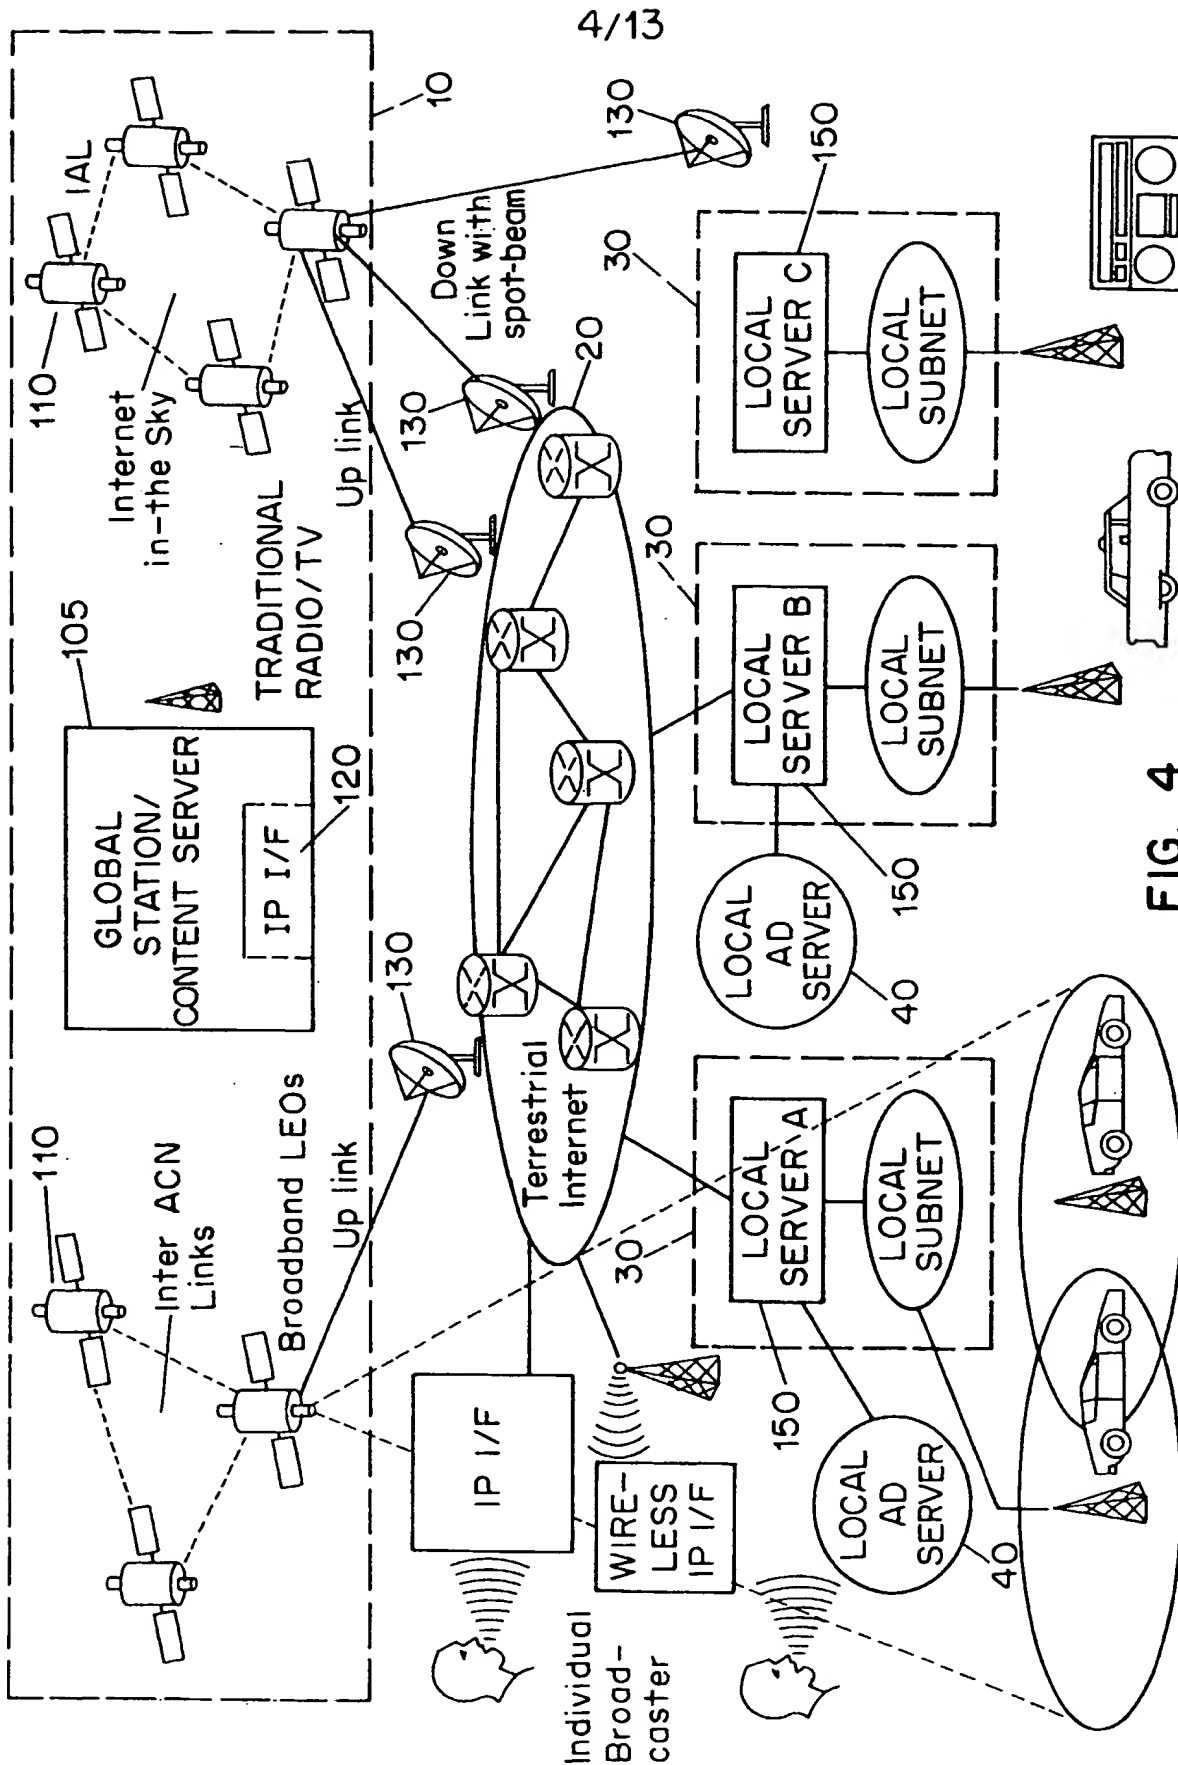 4/13
110
Inter ACN
Links
Broadband LEOs
Up link
GLOBAL
STATION/
CONTENT SERVER
IP I/F
105
120
TRADITIONAL
RADIO/TV
110
Internet
in-the Sky
IAL
Up link
10
Down
Link with
spot-beam
130
130
130
130
20
Individual
Broad-
caster
IP I/F
WIRE-
LESS
IP I/F
Terrestrial
Internet
30
LOCAL
SERVER A
LOCAL
SUBNET
150
LOCAL
AD
SERVER
40
30
LOCAL
SERVER B
LOCAL
SUBNET
150
LOCAL
AD
SERVER
40
30
LOCAL
SERVER C
LOCAL
SUBNET
150
FIG. 4